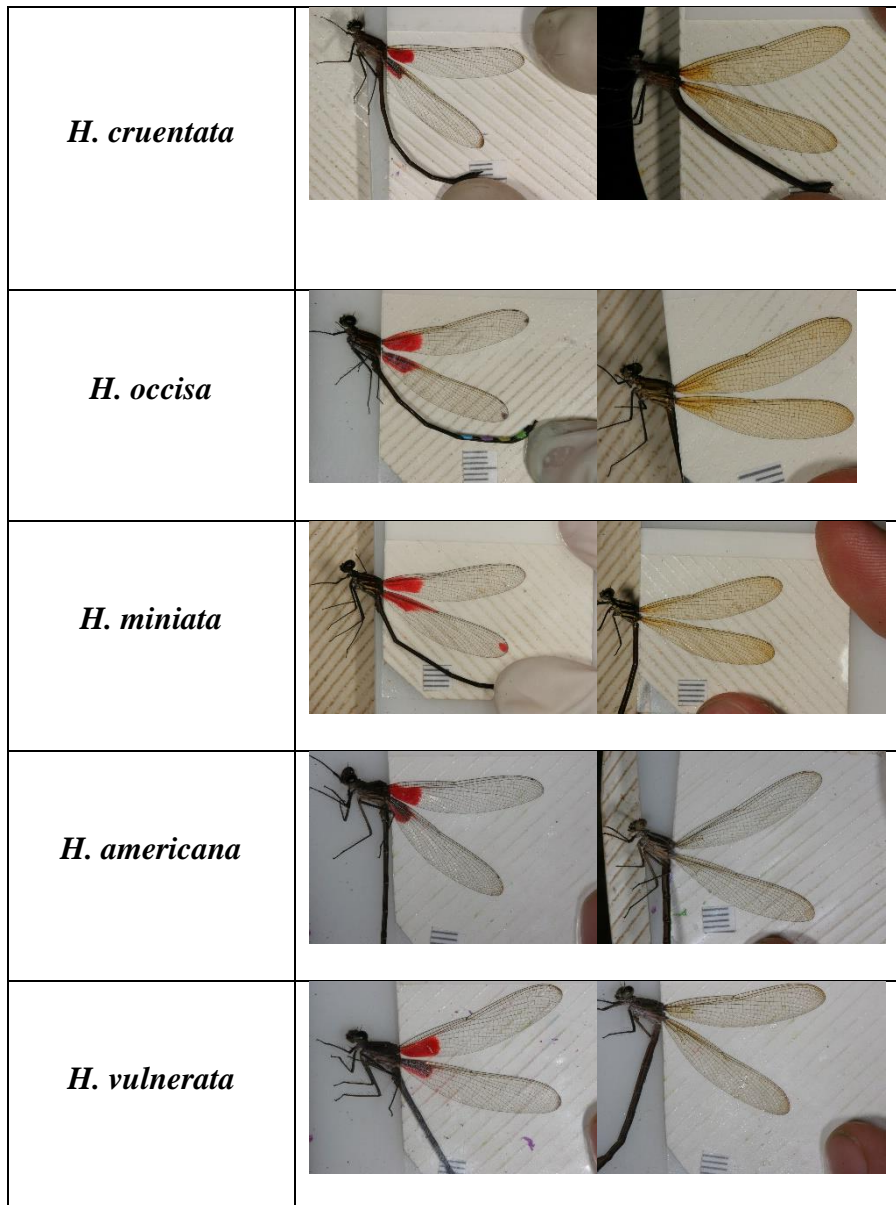 H. cruentata
H. occisa
H. miniata
H. americana
H. vulnerata